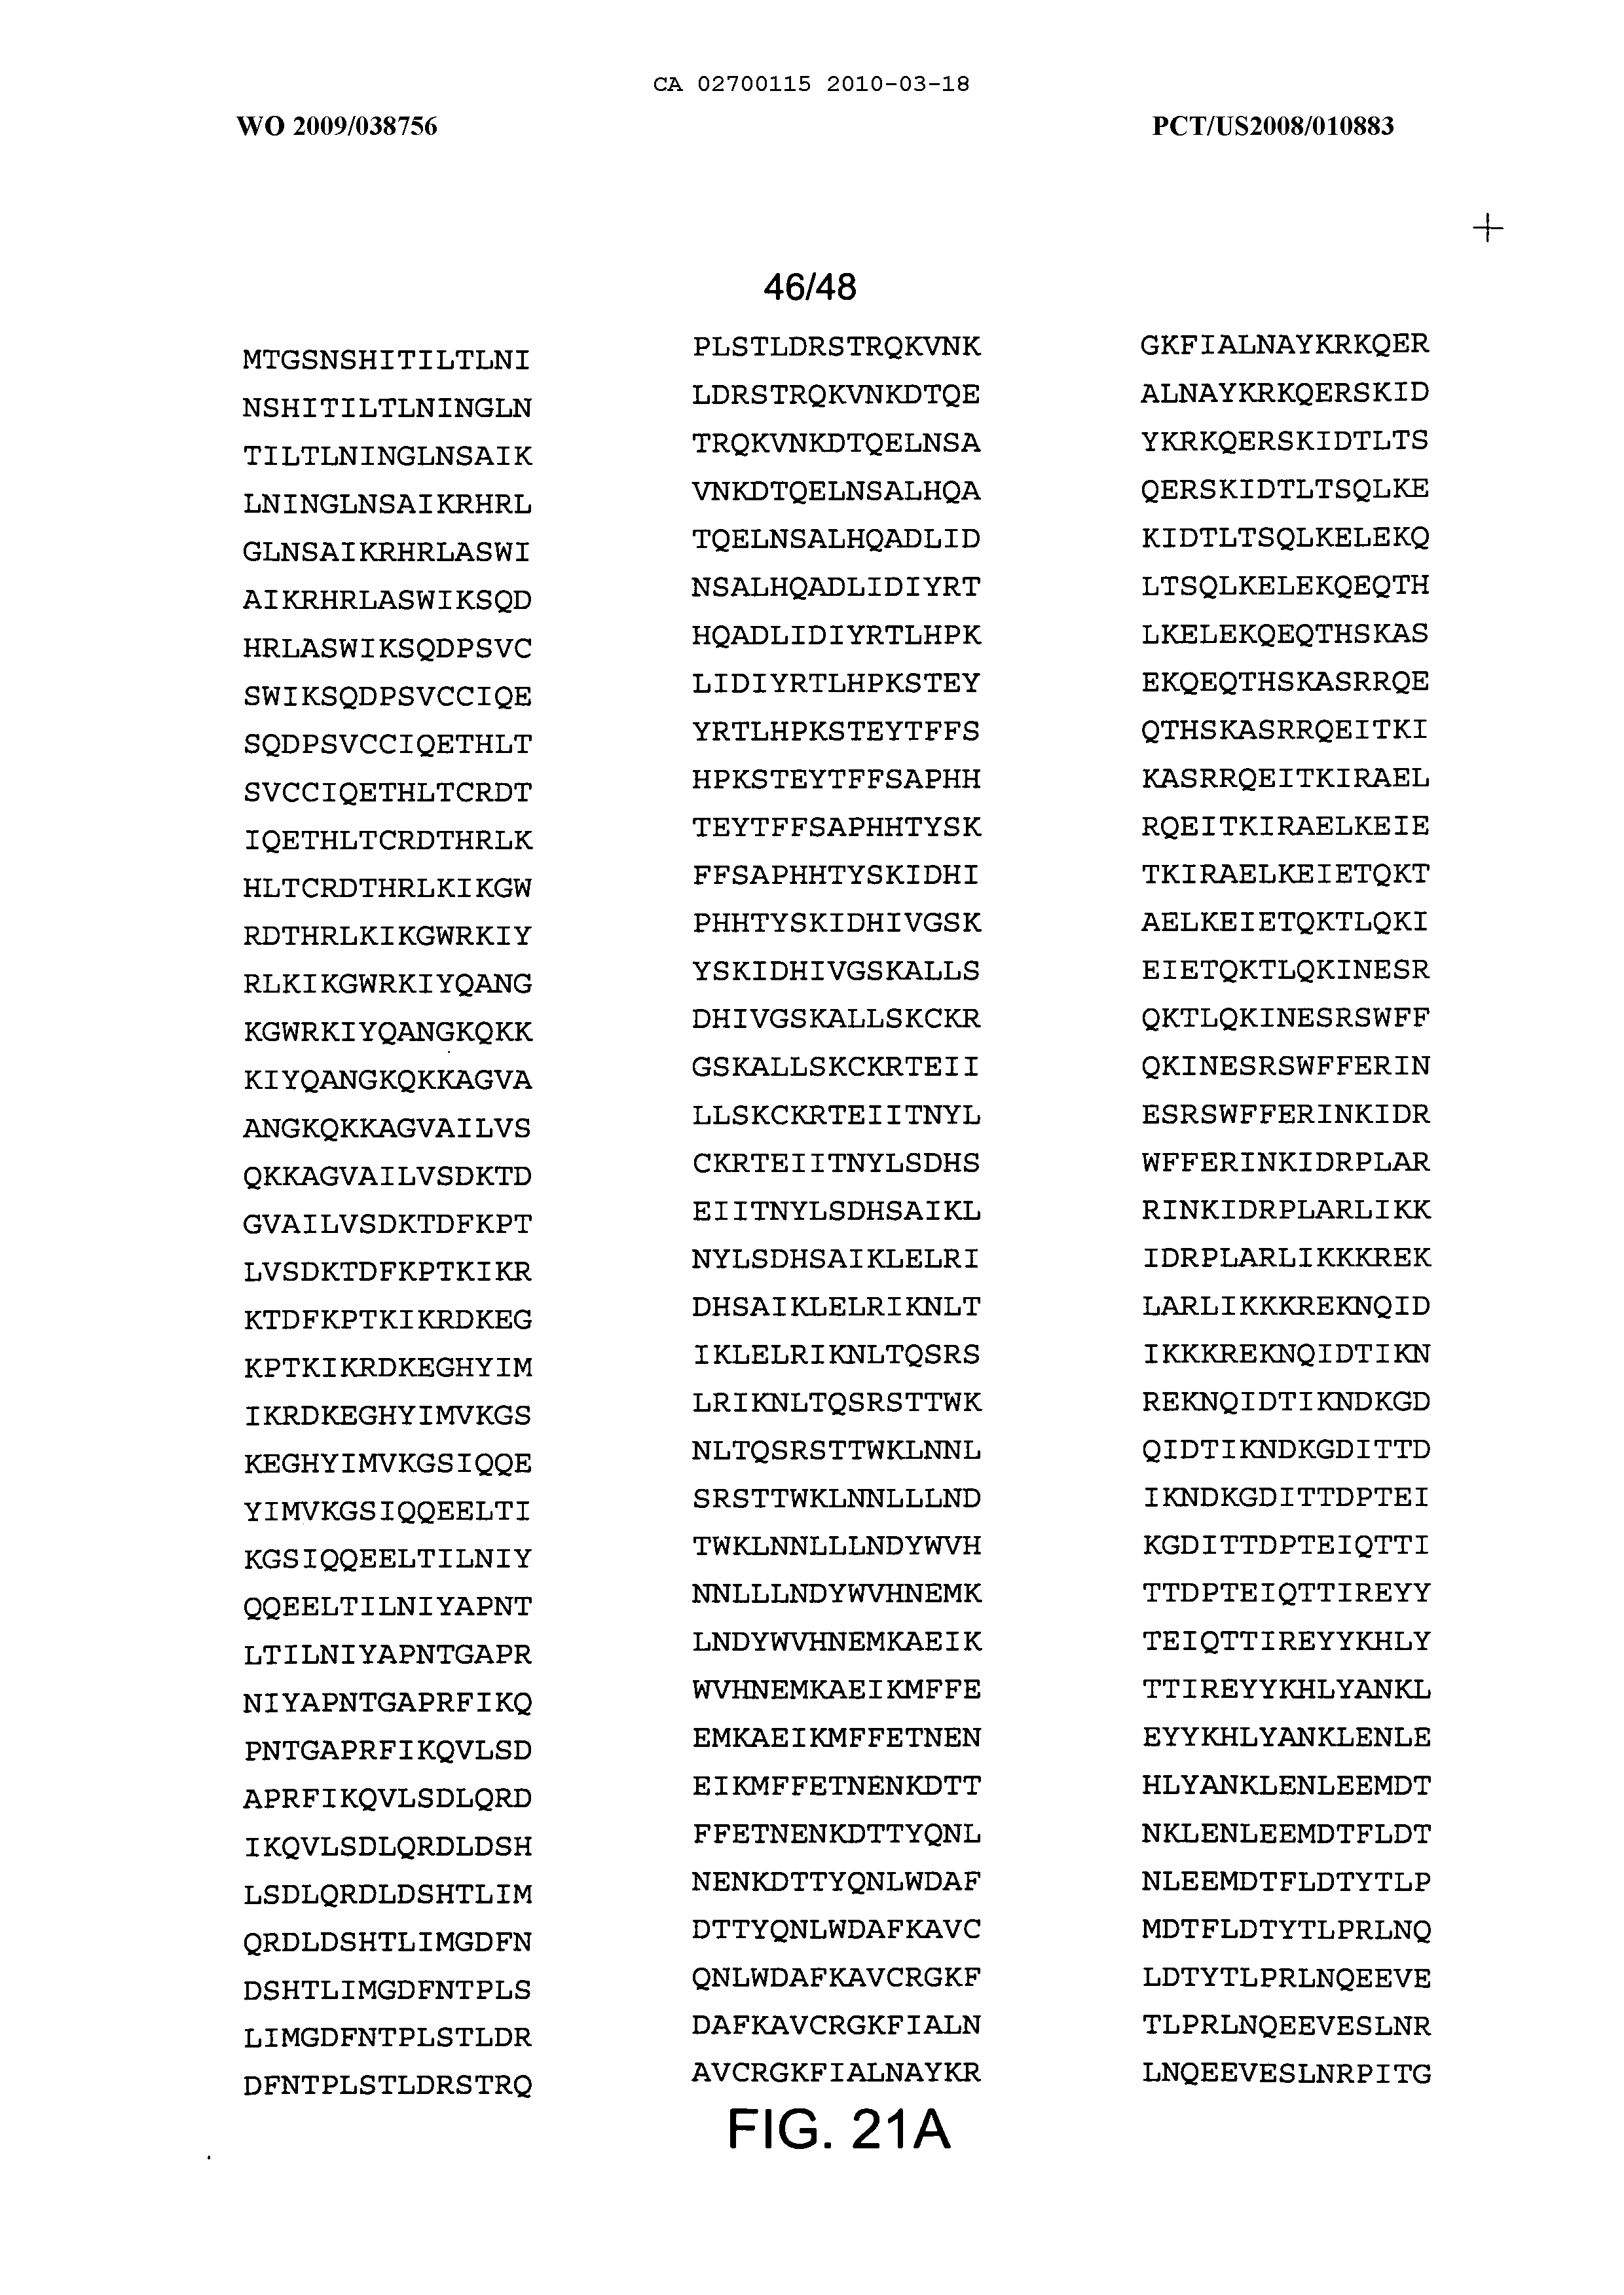 CA 02700115 2010-03-18
WO 2009/038756
PCT/US2008/010883
46/48
MTGSNSHITILTLNI
NSHITILTLNINGLN
TILTLNINGLNSAIK
LNINGLNSAIKRHRL
GLNSAIKRHRLASWI
AIKRHRLASWIKSQD
HRLASWIKSQDPSVC
SWIKSQDPSVCCIQE
SQDPSVCCIQETHLT
SVCCIQETHLTCRDT
IQETHLTCRDTHRLK
HLTCRDTHRLKIKGW
RDTHRLKIKGWRKIY
RLKIKGWRKIYQANG
KGWRKIYQANGKQKK
KIYQANGKQKKAGVA
ANGKQKKAGVAILVS
QKKAGVAILVSDKTD
GVAILVSDKTDFKPT
LVSDKTDFKPTKIKR
KTDFKPTKIKRDKEG
KPTKIKRDKEGHYIM
IKRDKEGHYIMVKGS
KEGHYIMVKGSIQQE
YIMVKGSIQQEELTI
KGSIQQEELTILNIY
QQEELTILNIYAPNT
LTILNIYAPNTGAPR
NIYAPNTGAPRFIKQ
PNTGAPRFIKQVLSD
APRFIKQVLSDLQRD
IKQVLSDLQRDLDSH
LSDLQRDLDSHTLIM
QRDLDSHTLIMGDFN
DSHTLIMGDFNTPLS
LIMGDFNTPLSTLDR
DFNTPLSTLDRSTRQ
PLSTLDRSTRQKVNK
LDRSTRQKVNKDTQE
TRQKVNKDTQELNSA
VNKDTQELNSALHQA
TQELNSALHQADLID
NSALHQADLIDIYRT
HQADLIDIYRTLHPK
LIDIYRTLHPKSTEY
YRTLHPKSTEYTFFS
HPKSTEYTFFSAPHH
TEYTFFSAPHHTYSK
FFSAPHHTYSKIDHI
PHHTYSKIDHIVGSK
YSKIDHIVGSKALLS
DHIVGSKALLSKCKR
GSKALLSKCKRTEII
LLSKCKRTEIITNYL
CKRTEIITNYLSDHS
EIITNYLSDHSAIKL
NYLSDHSAIKLELRI
DHSAIKLELRIKNLT
IKLELRIKNLTQSRS
LRIKNLTQSRSTTWK
NLTQSRSTTWKLNNL
SRSTTWKLNNLLLND
TWKLNNLLLNDYWVH
NNLLLNDYWVHNEMK
LNDYWVHNEMKAEIK
WVHNEMKAEIKMFFE
EMKAEIKMFFETNEN
EIKMFFETNENKDTT
FFETNENKDTTYQNL
NENKDTTYQNLWDAF
DTTYQNLWDAFKAVC
QNLWDAFKAVCRGKF
DAFKAVCRGKFIALN
AVCRGKFIALNAYKR
GKFIALNAYKRKQER
ALNAYKRKQERSKID
YKRKQERSKIDTLTS
QERSKIDTLTSQLKE
KIDTLTSQLKELEKQ
LTSQLKELEKQEQTH
LKELEKQEQTHSKAS
EKQEQTHSKASRRQE
QTHSKASRRQEITKI
KASRRQEITKIRAEL
RQEITKIRAELKEIE
TKIRAELKEIETQKT
AELKEIETQKTLQKI
EIETQKTLQKINESR
QKTLQKINESRSWFF
QKINESRSWFFERIN
ESRSWFFERINKIDR
WFFERINKIDRPLAR
RINKIDRPLARLIKK
IDRPLARLIKKKREK
LARLIKKKREKNQID
IKKKREKNQIDTIKN
REKNQIDTIKNDKGD
QIDTIKNDKGDITTD
IKNDKGDITTDPTEI
KGDITTDPTEIQTTI
TTDPTEIQTTIREYY
TEIQTTIREYYKHLY
TTIREYYKHLYANKL
EYYKHLYANKLENLE
HLYANKLENLEEMDT
NKLENLEEMDTFLDT
NLEEMDTFLDTYTLP
MDTFLDTYTLPRLNQ
LDTYTLPRLNQEEVE
TLPRLNQEEVESLNR
LNQEEVESLNRPITG
FIG. 21A